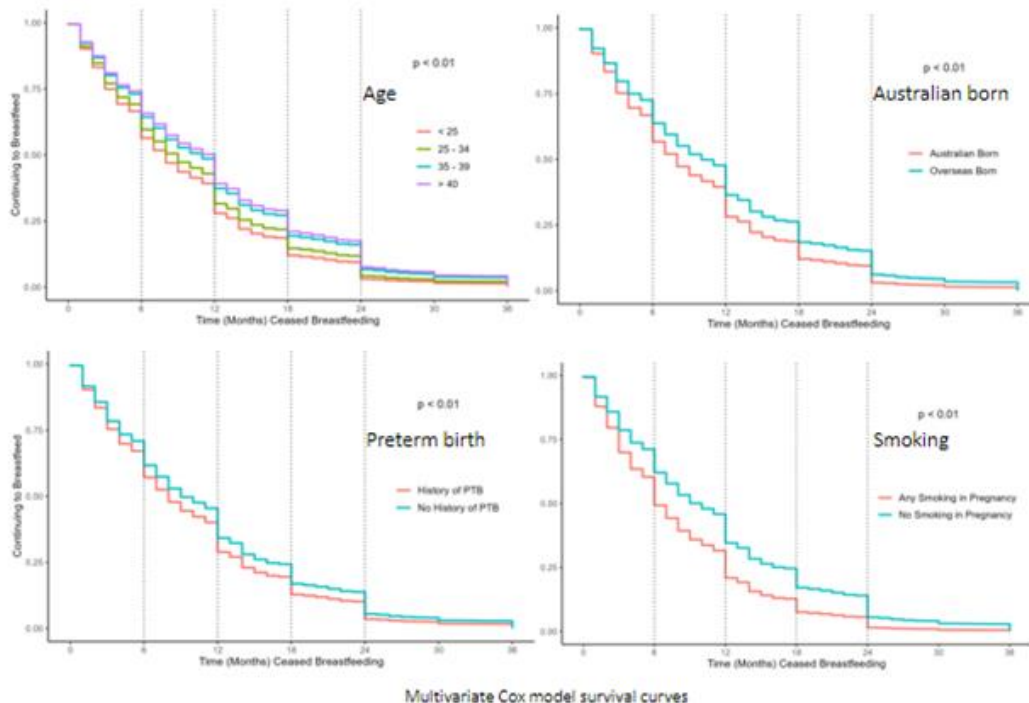 1.00
0.75
0.50
0.25
0.00
Continuing to Breastfeed
p < 0.01
Age
< 25
25 - 34
35 - 39
> 40
0 6 12 18 24 36
Time (Months) Ceased Breastfeeding
1.00
0.75
0.50
0.25
0.00
p < 0.01
Australian born
Australian Born
Overseas Born
0 6 12 18 24 36
Time (Months) Ceased Breastfeeding
1.00
0.75
0.50
0.25
0.00
Continuing to Breastfeed
p < 0.01
Preterm birth
History of PTB
No History of PTB
0 6 12 18 24 36
Time (Months) Ceased Breastfeeding
1.00
0.75
0.50
0.25
0.00
p < 0.01
Smoking
Any Smoking in Pregnancy
No Smoking in Pregnancy
0 6 12 18 24 36
Time (Months) Ceased Breastfeeding
Multivariate Cox model survival curves